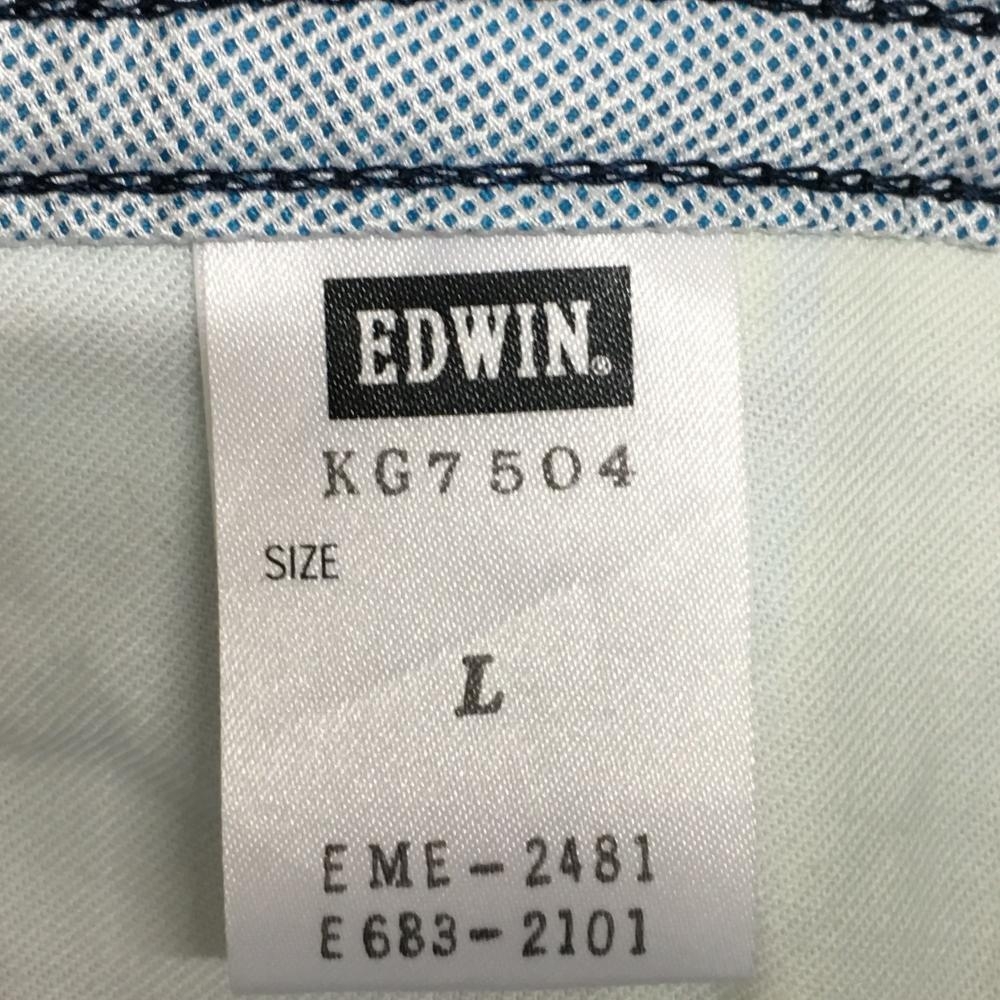 EDWIN.®
KG7504
SIZE
L
EME-2481
E683-2101